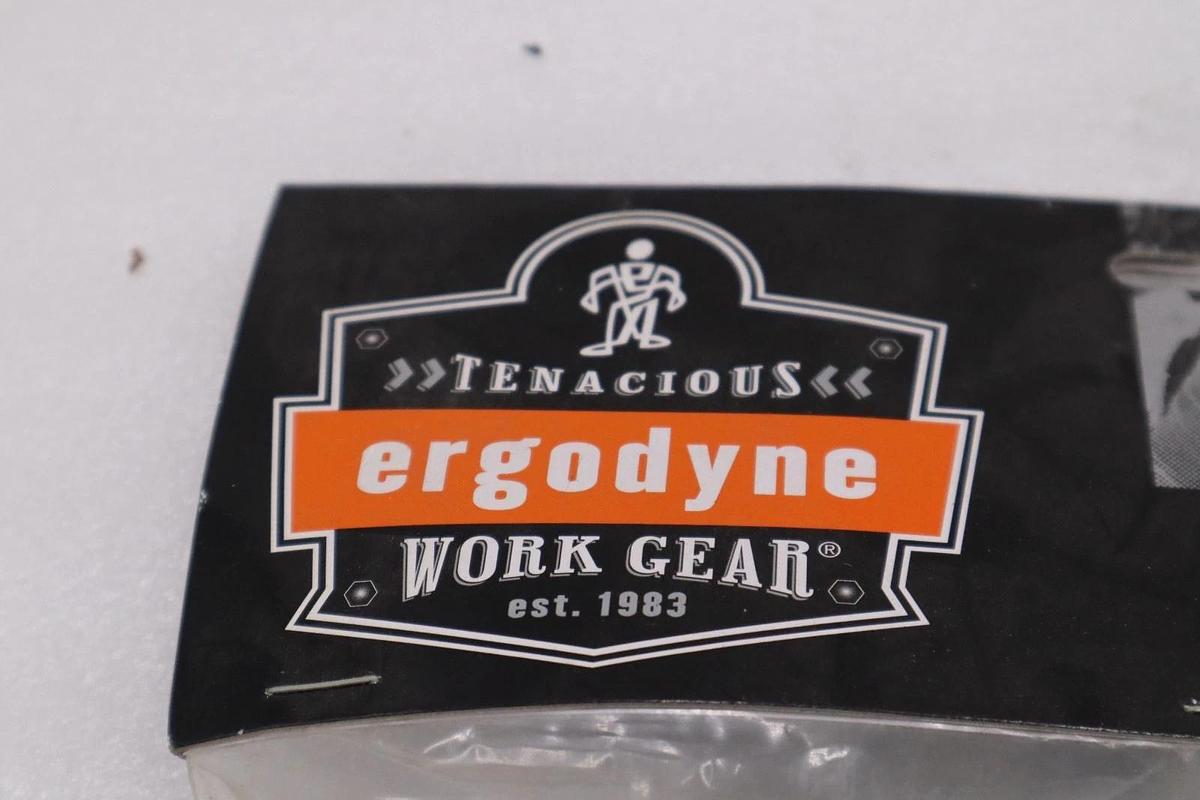 TENACIOUS
ergodyne
WORK GEAR®
est. 1983